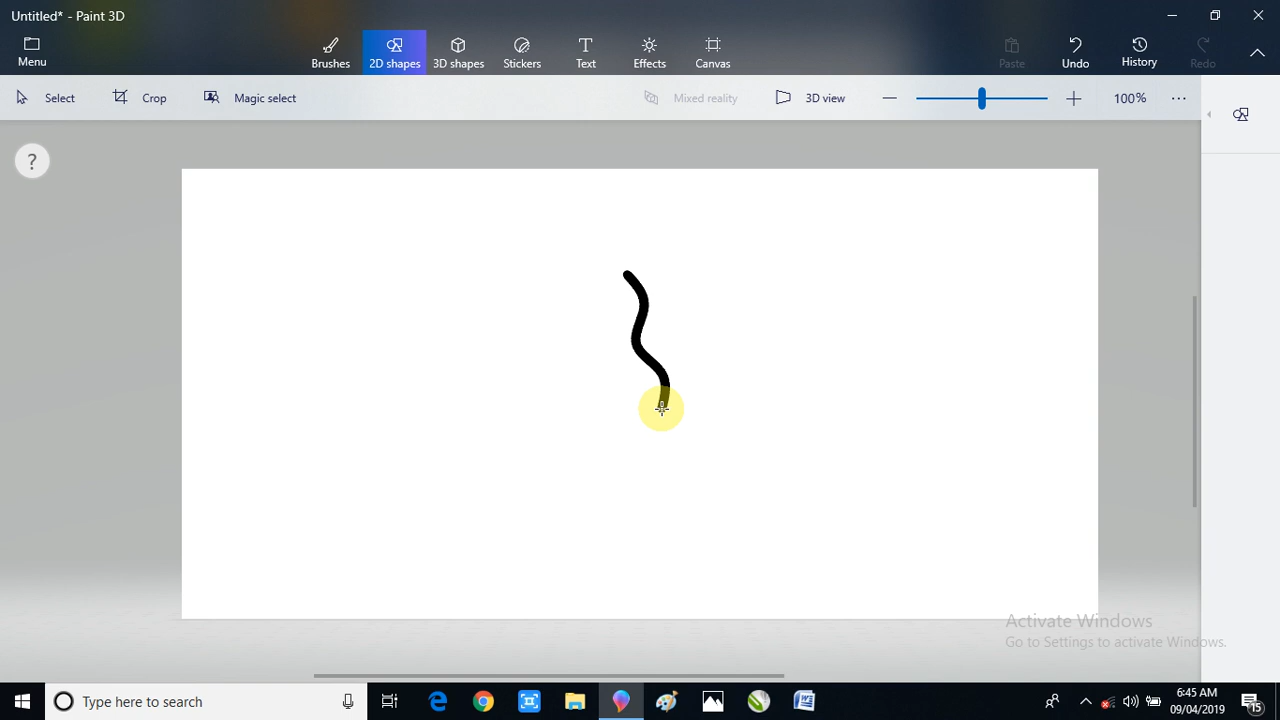 Untitled* - Paint 3D
Menu
Brushes
2D shapes
3D shapes
Stickers
Text
Effects
Canvas
Paste
Undo
History
Redo
Select
Crop
Magic select
Mixed reality
3D view
100%
?
Activate Windows
Go to Settings to activate Windows.
Type here to search
6:45 AM
09/04/2019
15